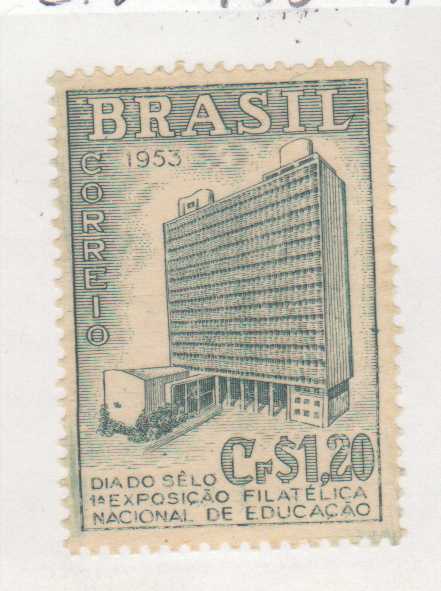 BRASIL
CORREIO
1953
Cr$1,20
DIA DO SÊLO
1ª EXPOSIÇÃO FILATÉLICA
NACIONAL DE EDUCAÇÃO